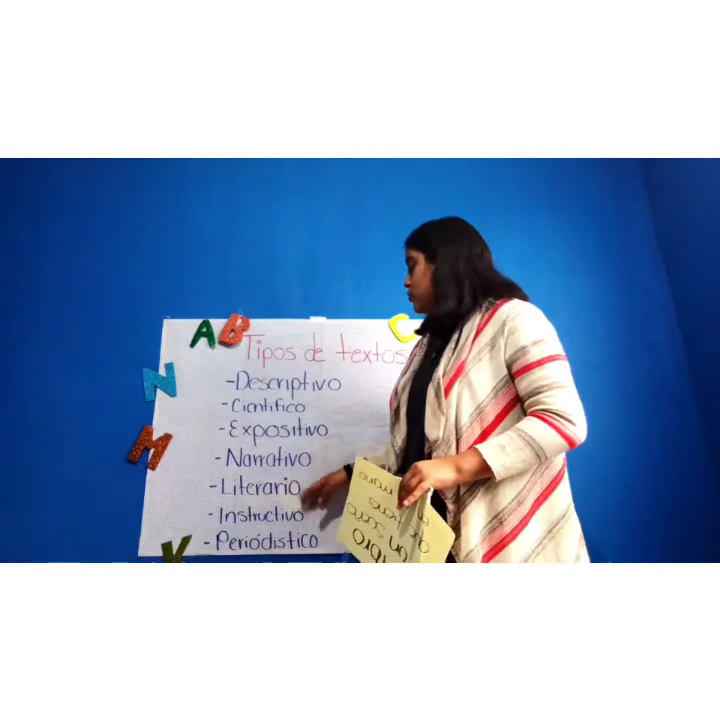 A B C
Tipos de textos
N
-Descriptivo
-Científico
-Expositivo
M
-Narrativo
-Literario
-Instructivo
-Periódistico
Y